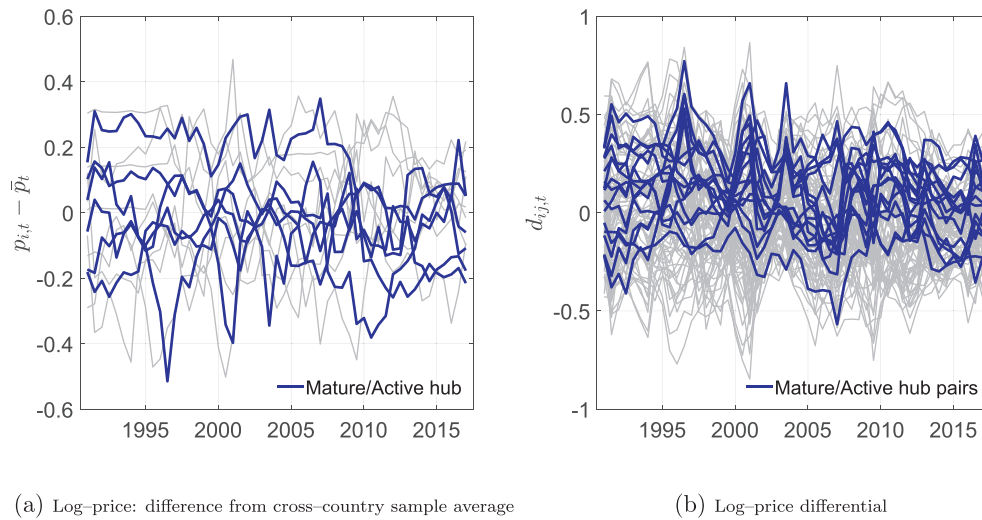 0.6
0.4
0.2
0
-0.2
-0.4
-0.6
p_{i,t} − p̄_t
1995 2000 2005 2010 2015
Mature/Active hub
1
0.5
0
-0.5
-1
d_{ij,t}
1995 2000 2005 2010 2015
Mature/Active hub pairs
(a) Log–price: difference from cross–country sample average
(b) Log–price differential